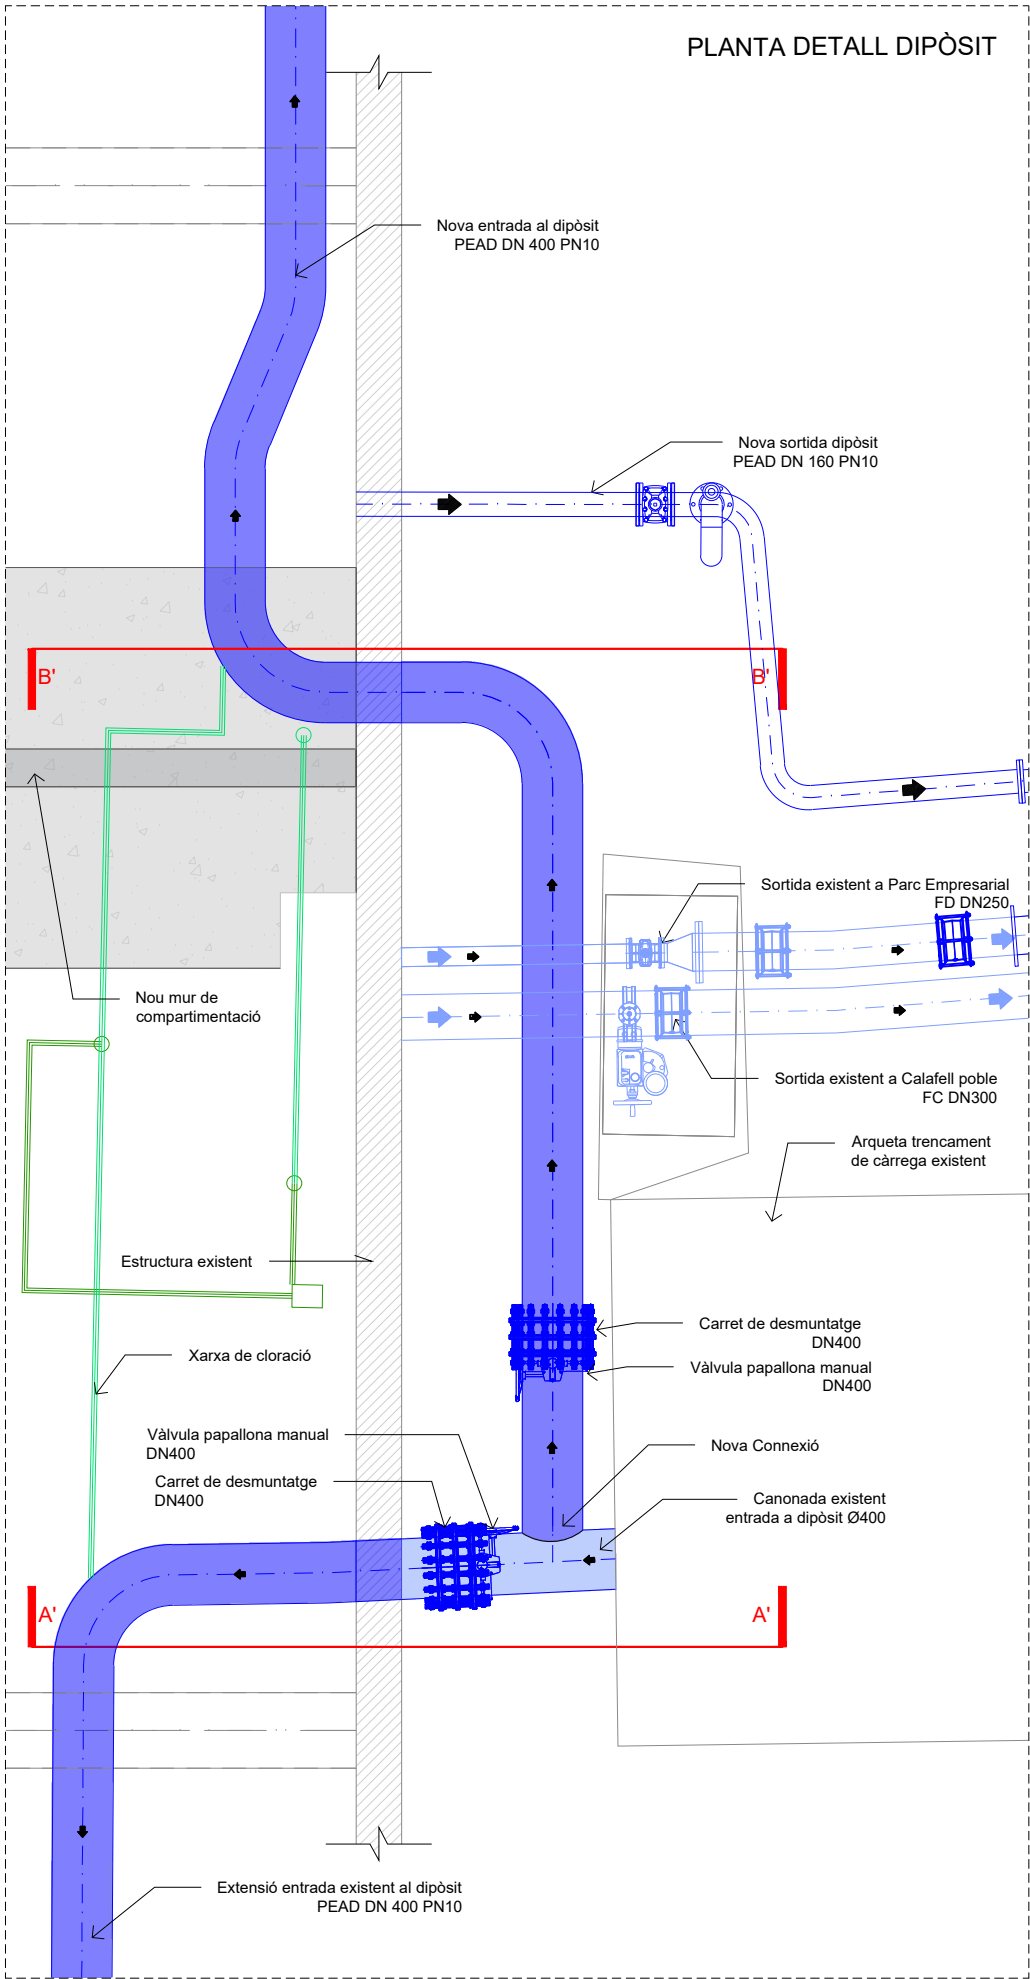 PLANTA DETALL DIPÒSIT
Nova entrada al dipòsit
PEAD DN 400 PN10
Nova sortida dipòsit
PEAD DN 160 PN10
B'
B'
Sortida existent a Parc Empresarial
FD DN250
Nou mur de
compartimentació
Sortida existent a Calafell poble
FC DN300
Arqueta trencament
de càrrega existent
Estructura existent
Carret de desmuntatge
DN400
Xarxa de cloració
Vàlvula papallona manual
DN400
Vàlvula papallona manual
DN400
Nova Connexió
Carret de desmuntatge
DN400
Canonada existent
entrada a dipòsit Ø400
A'
A'
Extensió entrada existent al dipòsit
PEAD DN 400 PN10